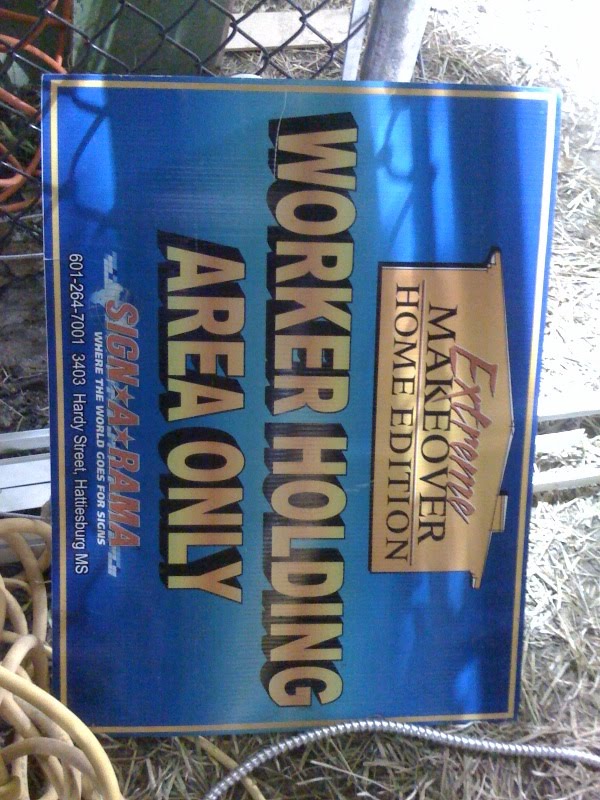 Extreme
MAKEOVER
HOME EDITION
WORKER HOLDING
AREA ONLY
SIGN★A★RAMA
WHERE THE WORLD GOES FOR SIGNS
601-264-7001 3403 Hardy Street, Hattiesburg MS